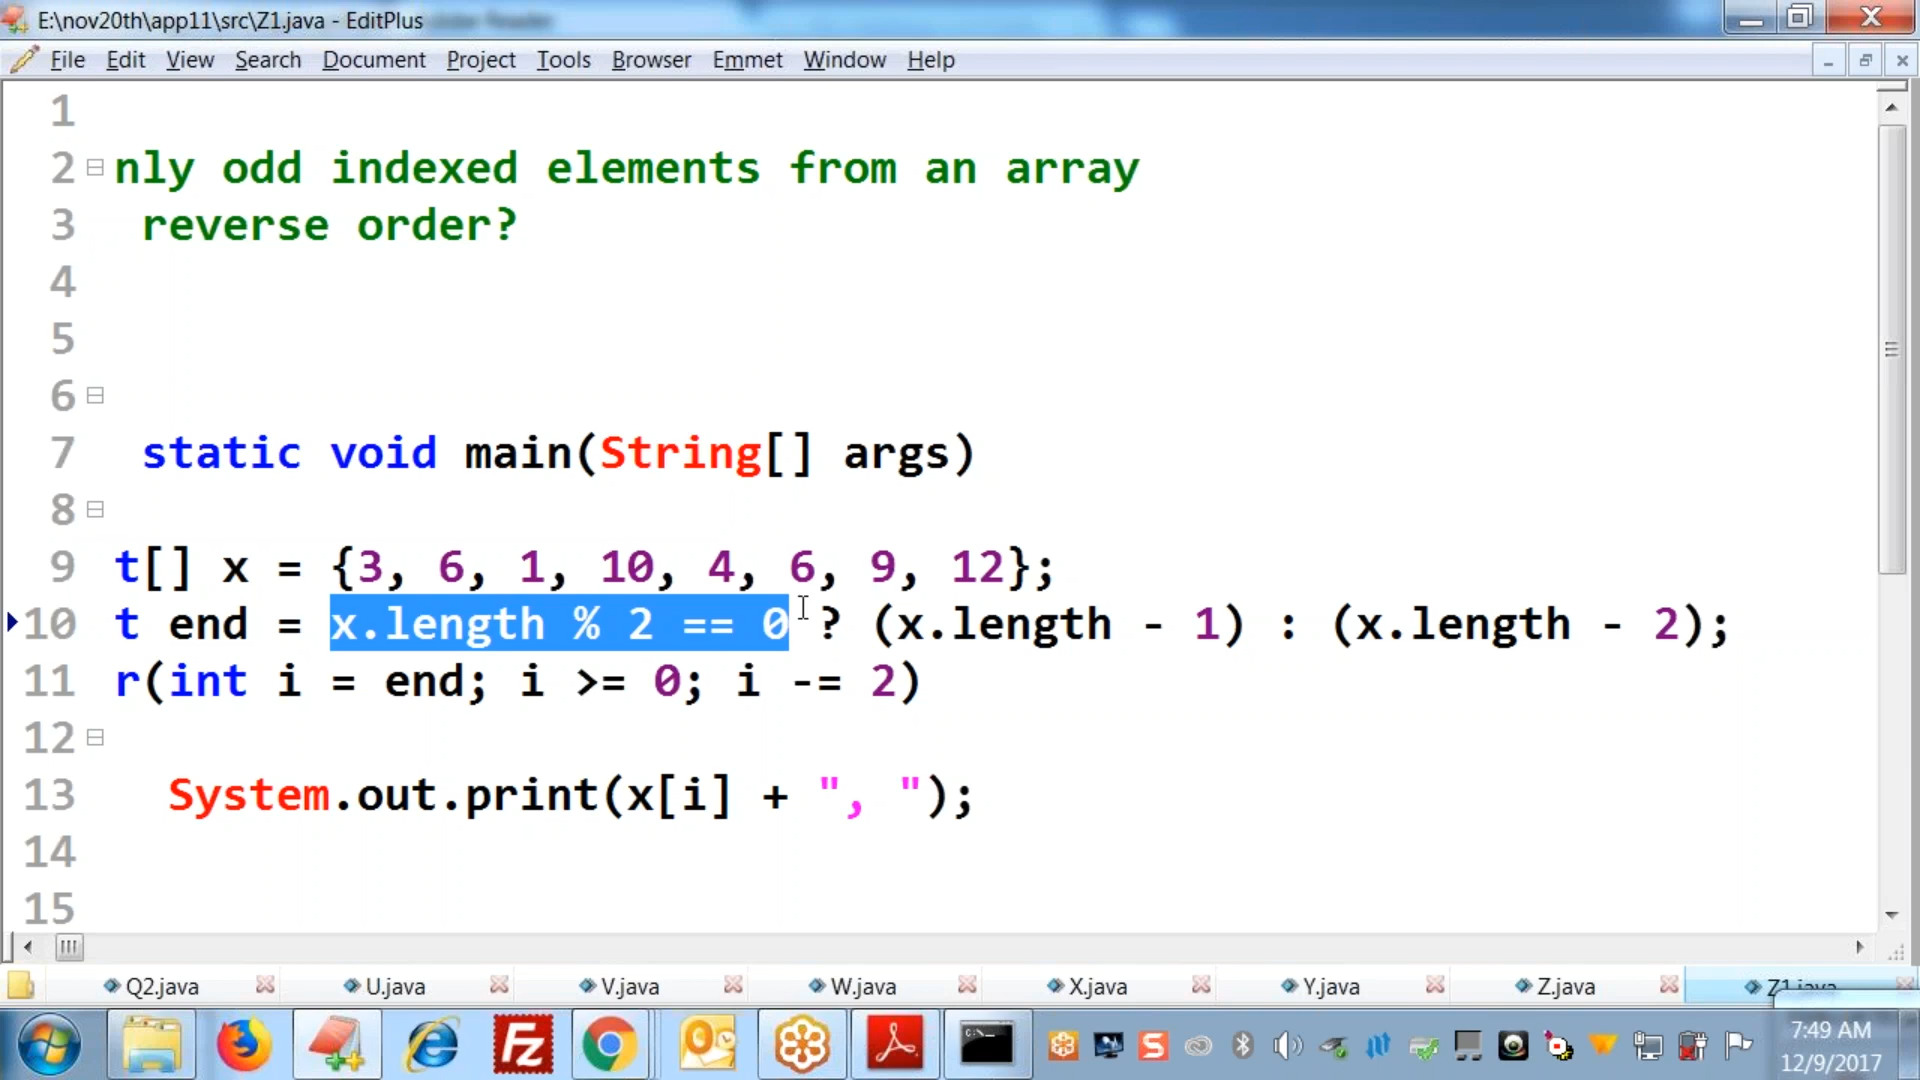 E:\nov20th\app11\src\Z1.java - EditPlus
File Edit View Search Document Project Tools Browser Emmet Window Help
1
2 nly odd indexed elements from an array
3 reverse order?
4
5
6
7 static void main(String[] args)
8
9 t[] x = {3, 6, 1, 10, 4, 6, 9, 12};
10 t end = x.length % 2 == 0 ? (x.length - 1) : (x.length - 2);
11 r(int i = end; i >= 0; i -= 2)
12
13 System.out.print(x[i] + ", ");
14
15
Q2.java U.java V.java W.java X.java Y.java Z.java Z1.java
7:49 AM
12/9/2017